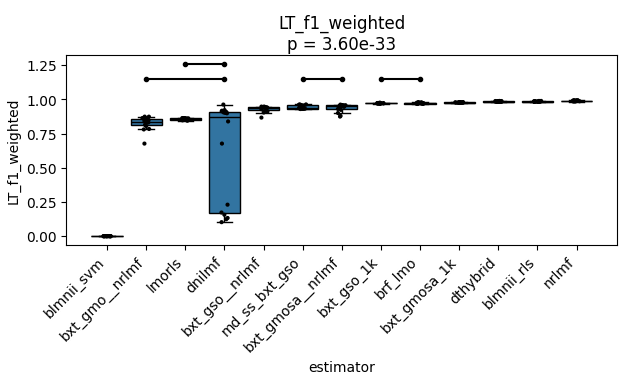 LT_f1_weighted
p = 3.60e-33
1.25
1.00
0.75
0.50
0.25
0.00
LT_f1_weighted
blmnii_svm
bxt_gmo__nrlmf
lmorls
dnilmf
bxt_gso__nrlmf
md_ss_bxt_gso
bxt_gmosa__nrlmf
bxt_gso_1k
brf_lmo
bxt_gmosa_1k
dthybrid
blmnii_rls
nrlmf
estimator